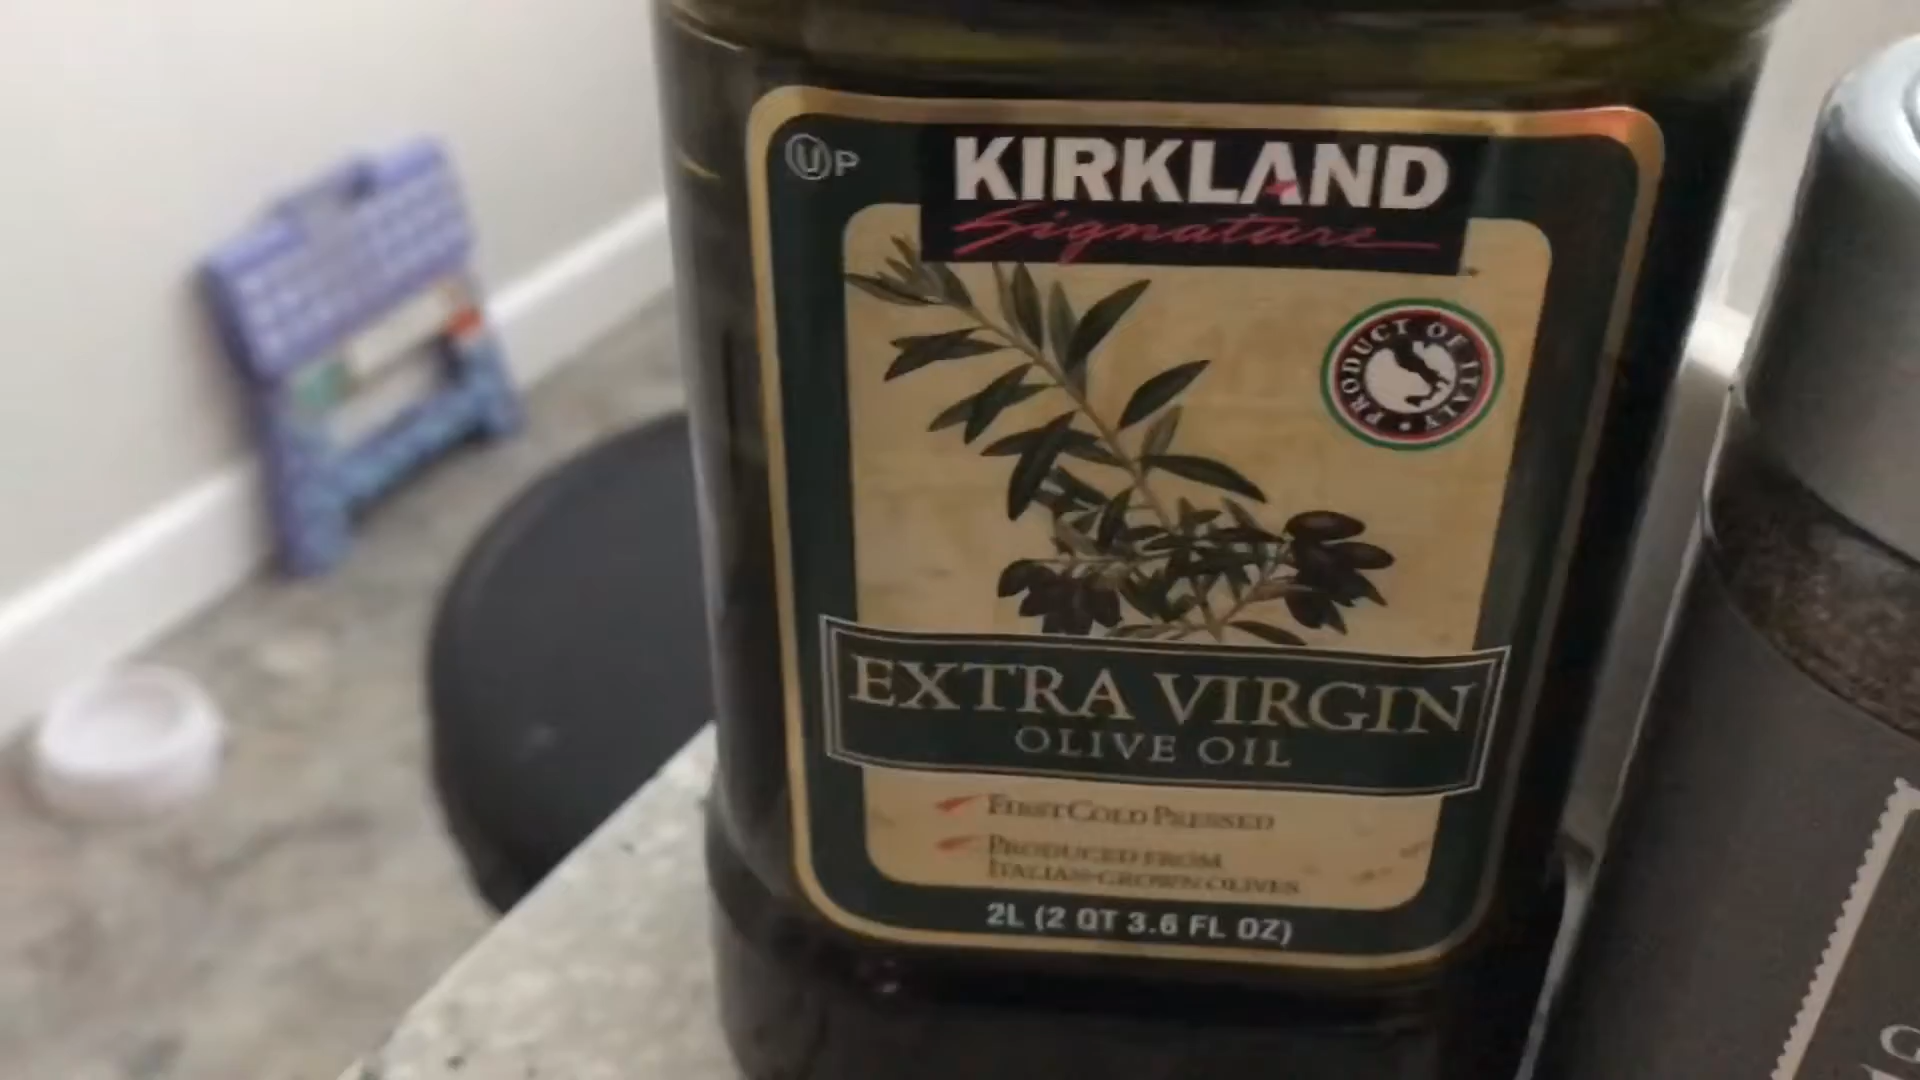 UP
KIRKLAND
Signature
PRODUCT OF ITALY
EXTRA VIRGIN
OLIVE OIL
FIRST COLD PRESSED
PRODUCED FROM
ITALIAN-GROWN OLIVES
2L (2 QT 3.6 FL OZ)
G